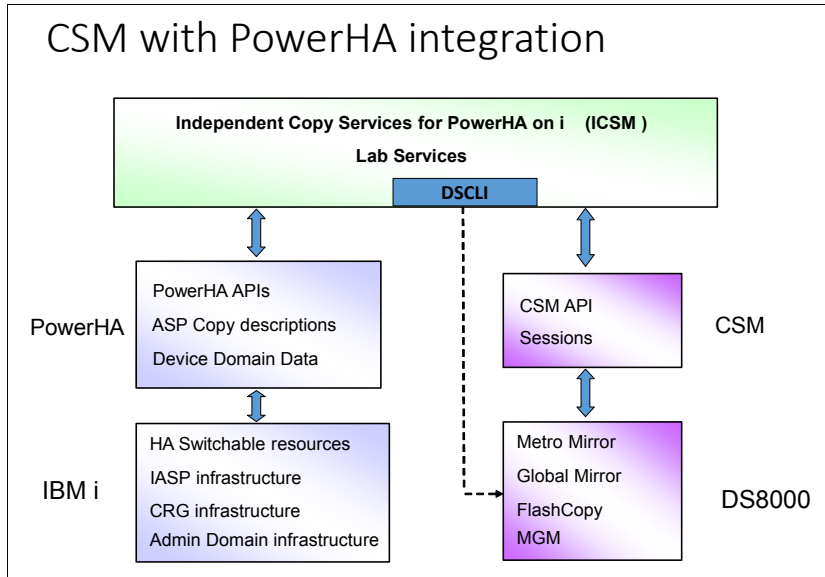 CSM with PowerHA integration
Independent Copy Services for PowerHA on i (ICSM )
Lab Services
DSCLI
PowerHA
PowerHA APIs
ASP Copy descriptions
Device Domain Data
CSM API
Sessions
CSM
IBM i
HA Switchable resources
IASP infrastructure
CRG infrastructure
Admin Domain infrastructure
Metro Mirror
Global Mirror
FlashCopy
MGM
DS8000